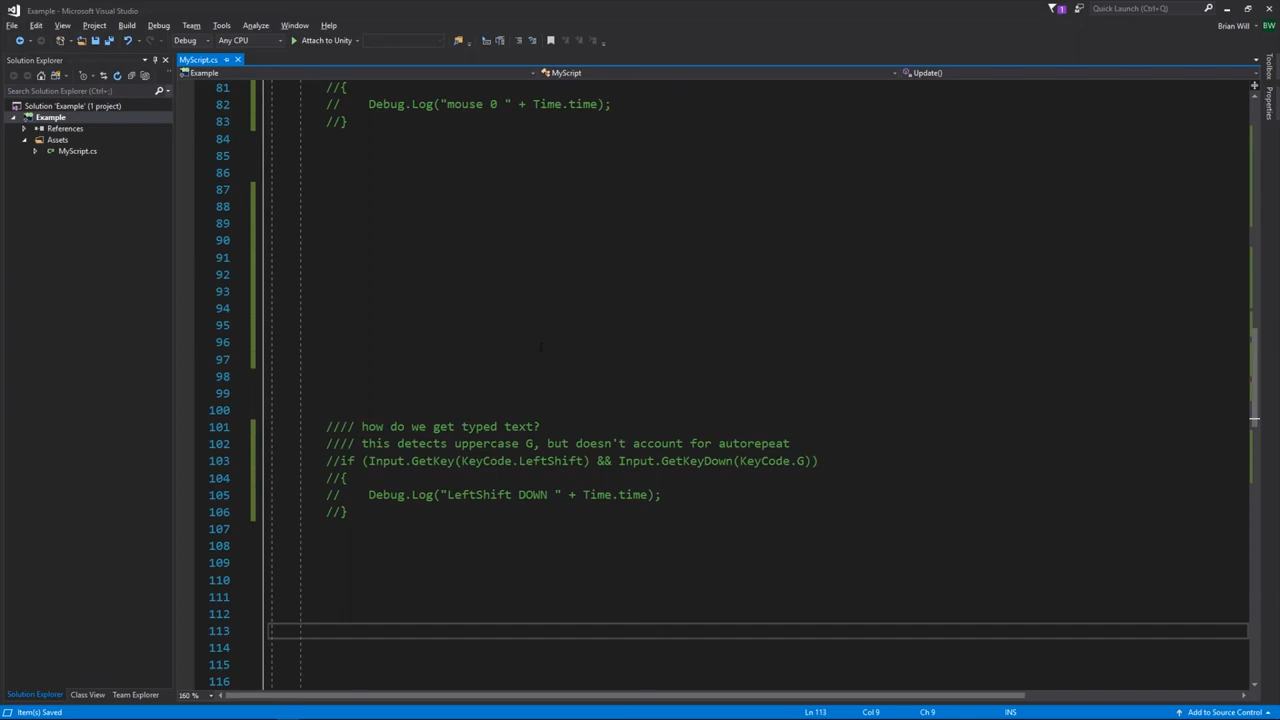 Example - Microsoft Visual Studio
Quick Launch (Ctrl+Q)
File Edit View Project Build Debug Team Tools Analyze Window Help
Brian Will BW
Debug Any CPU Attach to Unity
Solution Explorer
MyScript.cs
Example MyScript Update()
Search Solution Explorer (Ctrl+;)
Solution 'Example' (1 project)
Example
References
Assets
MyScript.cs
81 //{
82 // Debug.Log("mouse 0 " + Time.time);
83 //}
84
85
86
87
88
89
90
91
92
93
94
95
96
97
98
99
100
101 //// how do we get typed text?
102 //// this detects uppercase G, but doesn't account for autorepeat
103 //if (Input.GetKey(KeyCode.LeftShift) && Input.GetKeyDown(KeyCode.G))
104 //{
105 // Debug.Log("LeftShift DOWN " + Time.time);
106 //}
107
108
109
110
111
112
113
114
115
116
Toolbox
Properties
Solution Explorer Class View Team Explorer
160 %
Item(s) Saved
Ln 113 Col 9 Ch 9 INS
Add to Source Control